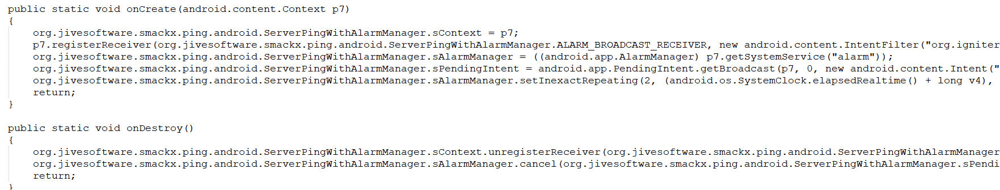 public static void onCreate(android.content.Context p7)
{
org.jivesoftware.smackx.ping.android.ServerPingWithAlarmManager.sContext = p7;
p7.registerReceiver(org.jivesoftware.smackx.ping.android.ServerPingWithAlarmManager.ALARM_BROADCAST_RECEIVER, new android.content.IntentFilter("org.igniter
org.jivesoftware.smackx.ping.android.ServerPingWithAlarmManager.sAlarmManager = ((android.app.AlarmManager) p7.getSystemService("alarm"));
org.jivesoftware.smackx.ping.android.ServerPingWithAlarmManager.sPendingIntent = android.app.PendingIntent.getBroadcast(p7, 0, new android.content.Intent("
org.jivesoftware.smackx.ping.android.ServerPingWithAlarmManager.sAlarmManager.setInexactRepeating(2, (android.os.SystemClock.elapsedRealtime() + long v4),
return;
}
public static void onDestroy()
{
org.jivesoftware.smackx.ping.android.ServerPingWithAlarmManager.sContext.unregisterReceiver(org.jivesoftware.smackx.ping.android.ServerPingWithAlarmManager
org.jivesoftware.smackx.ping.android.ServerPingWithAlarmManager.sAlarmManager.cancel(org.jivesoftware.smackx.ping.android.ServerPingWithAlarmManager.sPendi
return;
}